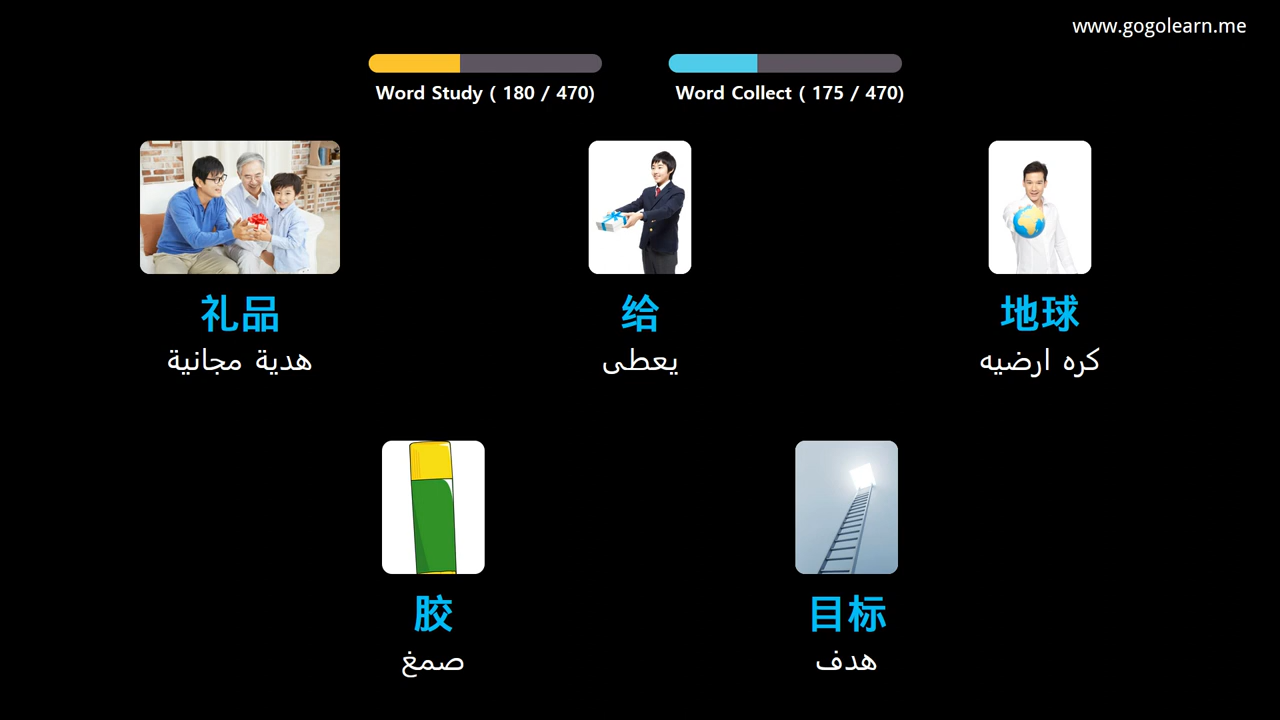 www.gogolearn.me
Word Study ( 180 / 470)
Word Collect ( 175 / 470)
礼品
给
地球
هدية مجانية
يعطى
كره ارضيه
胶
目标
صمغ
هدف